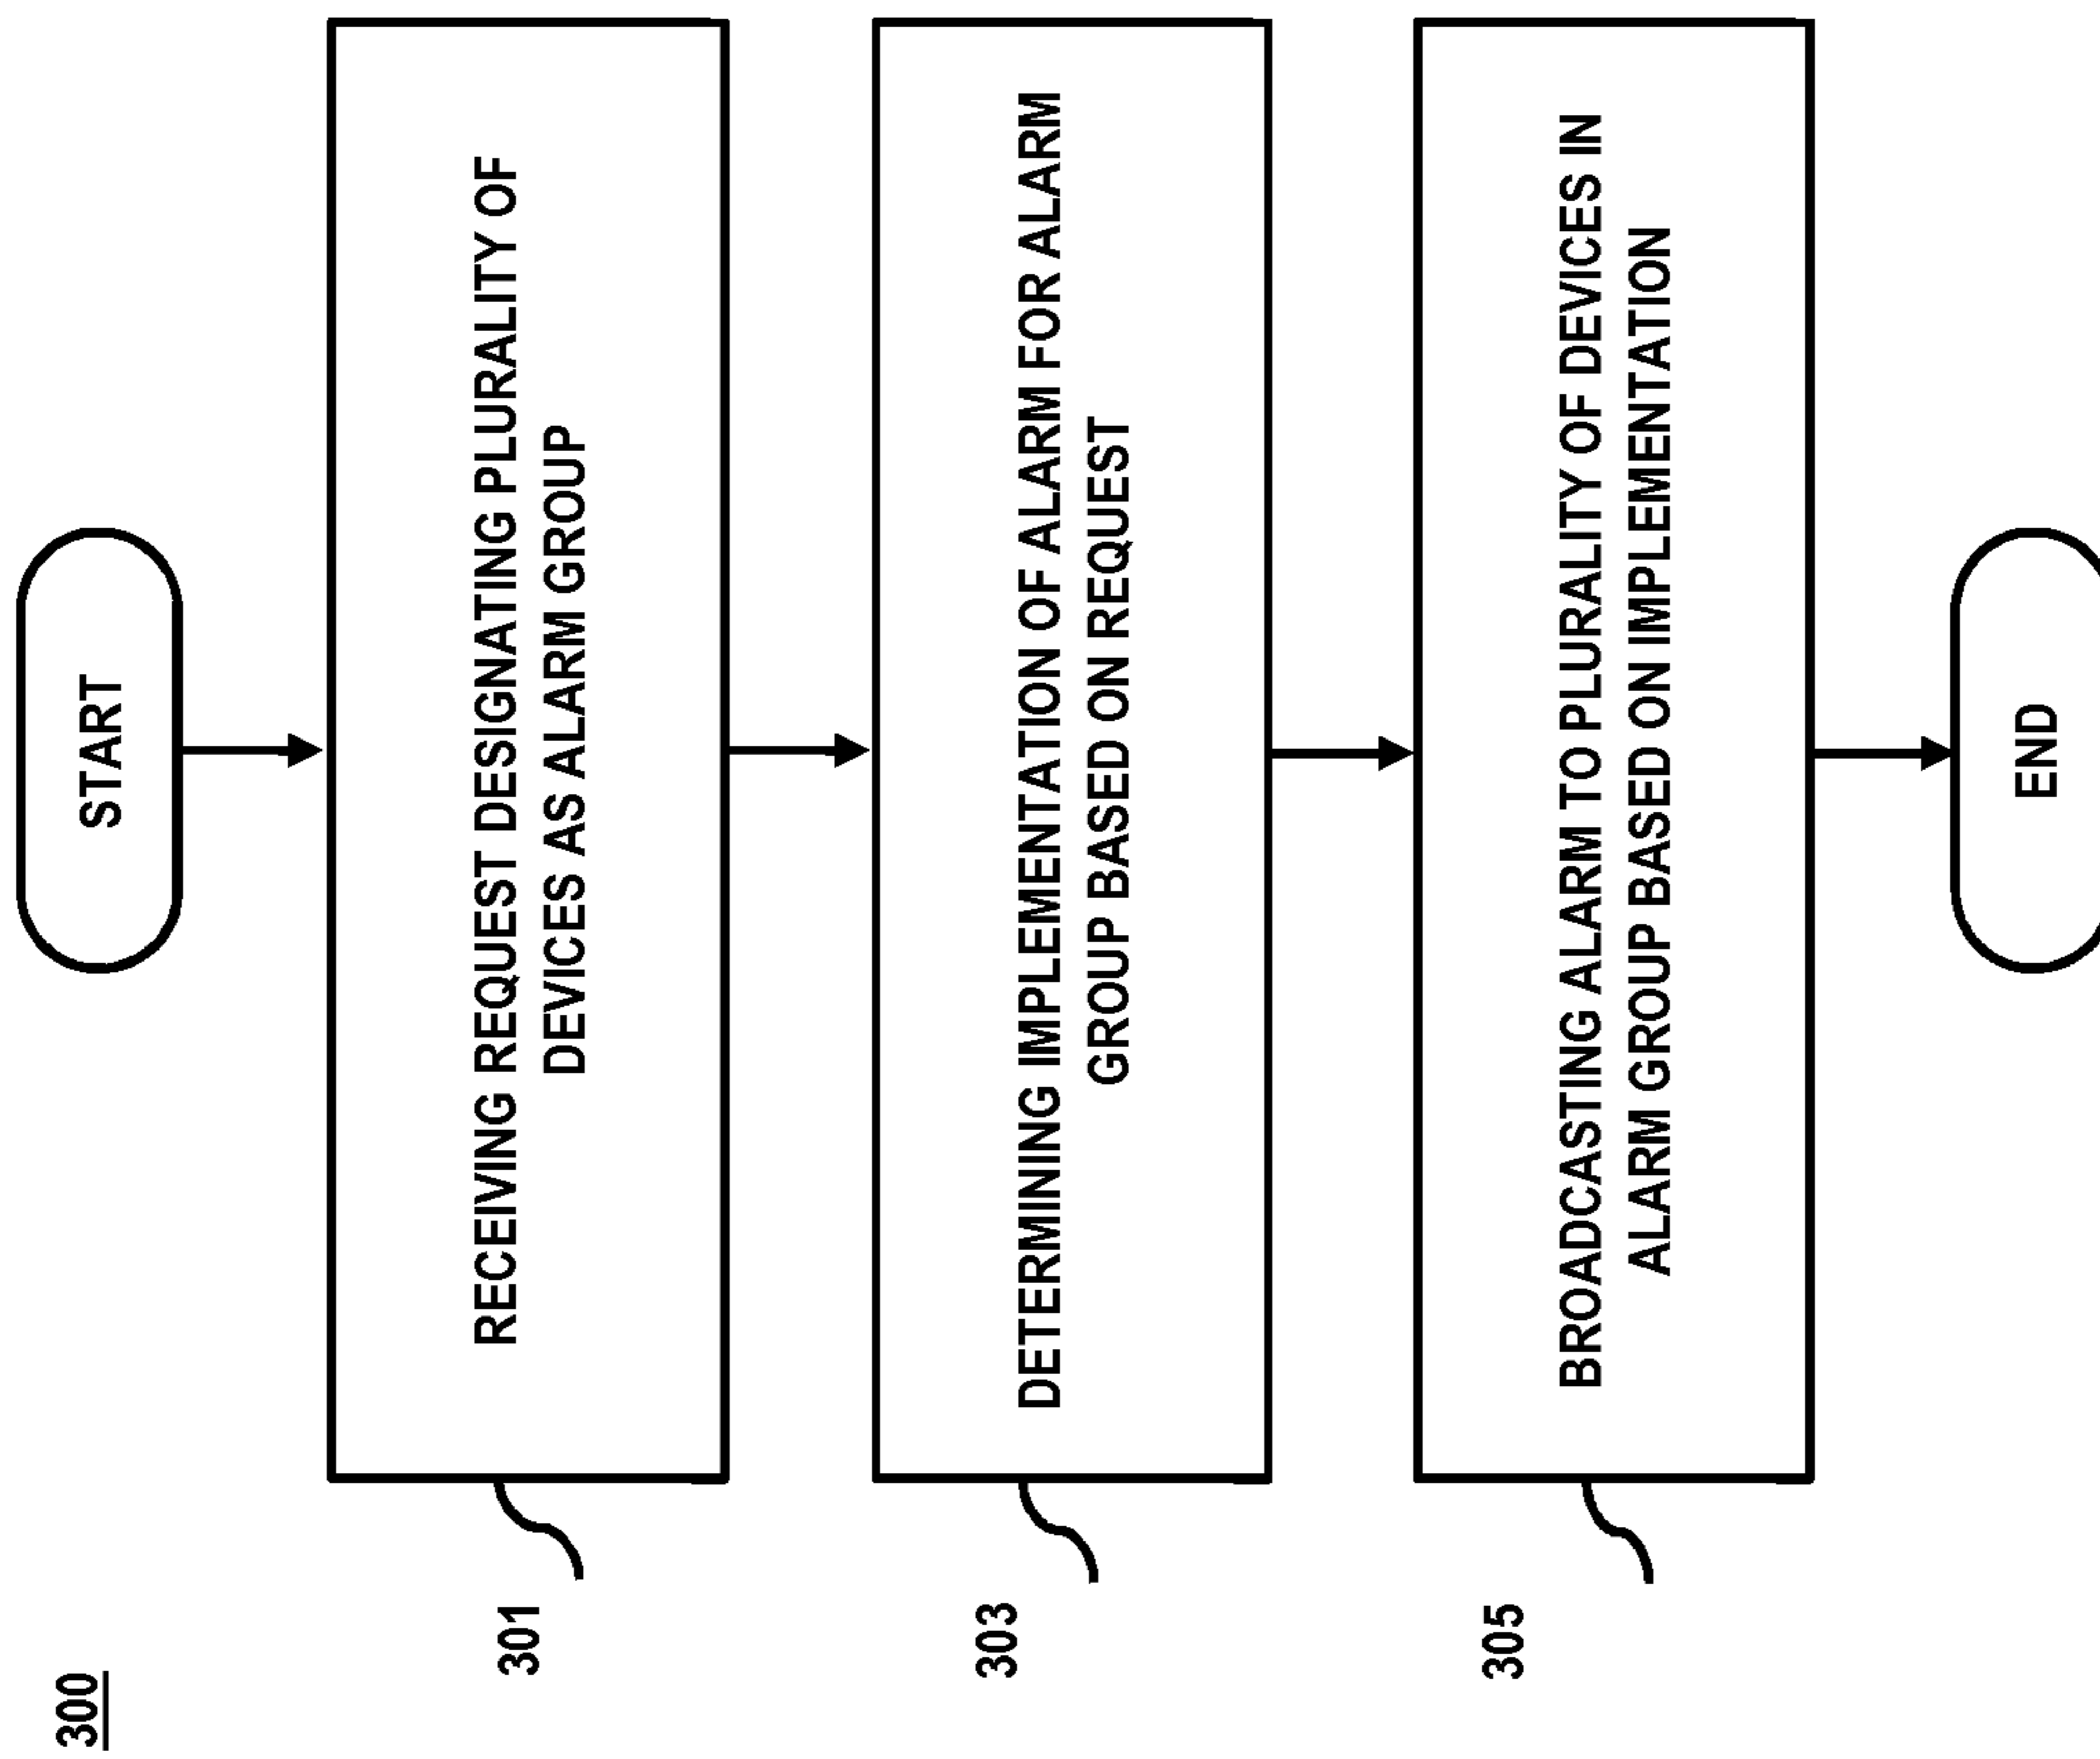 300
START
301
RECEIVING REQUEST DESIGNATING PLURALITY OF
DEVICES AS ALARM GROUP
303
DETERMINING IMPLEMENTATION OF ALARM FOR ALARM
GROUP BASED ON REQUEST
305
BROADCASTING ALARM TO PLURALITY OF DEVICES IN
ALARM GROUP BASED ON IMPLEMENTATION
END